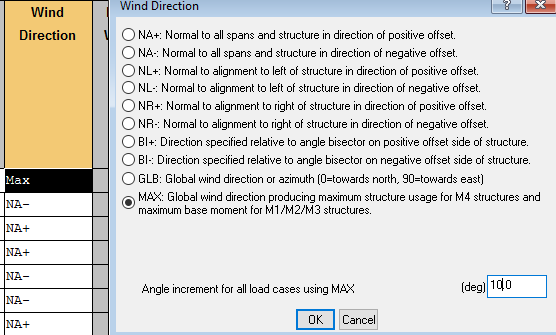 Wind
Direction
Max
NA-
NA+
NA+
NA-
NA-
NA+
Wind Direction
?
NA+: Normal to all spans and structure in direction of positive offset.
NA-: Normal to all spans and structure in direction of negative offset.
NL+: Normal to alignment to left of structure in direction of positive offset.
NL-: Normal to alignment to left of structure in direction of negative offset.
NR+: Normal to alignment to right of structure in direction of positive offset.
NR-: Normal to alignment to right of structure in direction of negative offset.
BI+: Direction specified relative to angle bisector on positive offset side of structure.
BI-: Direction specified relative to angle bisector on negative offset side of structure.
GLB: Global wind direction or azimuth (0=towards north, 90=towards east)
MAX: Global wind direction producing maximum structure usage for M4 structures and
maximum base moment for M1/M2/M3 structures.
Angle increment for all load cases using MAX (deg) 10.0
OK Cancel